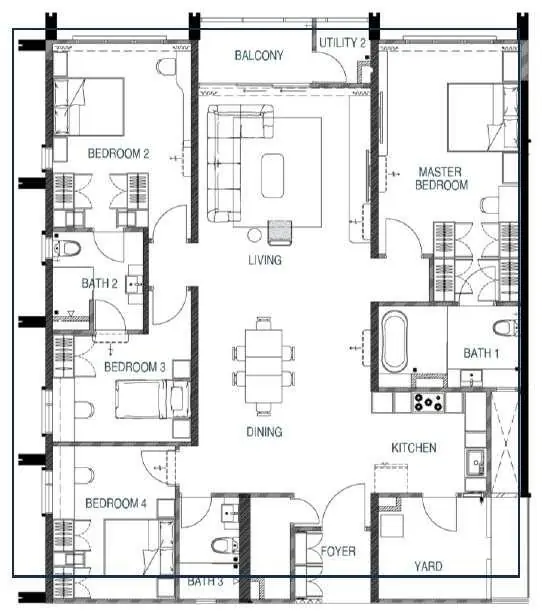 BALCONY
UTILITY 2
BEDROOM 2
MASTER
BEDROOM
LIVING
BATH 2
BATH 1
BEDROOM 3
DINING
KITCHEN
BEDROOM 4
FOYER
YARD
BATH 3